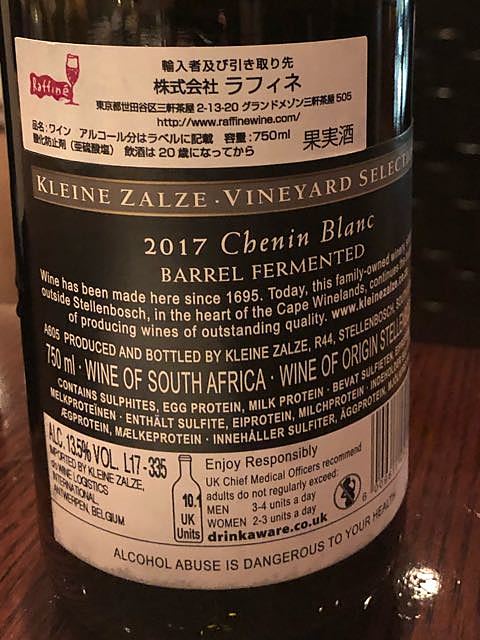 Raffiné
輸入者及び引き取り先
株式会社 ラフィネ
東京都世田谷区三軒茶屋 2-13-20 グランドメゾン三軒茶屋 505
http://www.raffinewine.com/
品名:ワイン アルコール分はラベルに記載 容量:750ml
酸化防止剤(亜硫酸塩) 飲酒は20歳になってから
果実酒
KLEINE ZALZE · VINEYARD SELECT
2017 Chenin Blanc
BARREL FERMENTED
Wine has been made here since 1695. Today, this family-owned winery,
outside Stellenbosch, in the heart of the Cape Winelands, continues
of producing wines of outstanding quality. www.kleinezalze.co
A605 PRODUCED AND BOTTLED BY KLEINE ZALZE, R44, STELLENBOSCH,
750 ml · WINE OF SOUTH AFRICA · WINE OF ORIGIN STELLE
CONTAINS SULPHITES, EGG PROTEIN, MILK PROTEIN · BEVAT SULFIETEN,
MELKPROTEÏNEN · ENTHÄLT SULFITE, EIPROTEIN, MILCHPROTEIN ·
ÆGPROTEIN, MÆLKEPROTEIN · INNEHÅLLER SULFITER, ÄGGPROTEIN,
ALC. 13.5% VOL. L17-335
IMPORTED BY KLEINE ZALZE,
WINE LOGISTICS
INTERNATIONAL
ANTWERPEN, BELGIUM
10.1
UK
Units
Enjoy Responsibly
UK Chief Medical Officers recommend
adults do not regularly exceed:
MEN 3-4 units a day
WOMEN 2-3 units a day
drinkaware.co.uk
ALCOHOL ABUSE IS DANGEROUS TO YOUR HEALTH